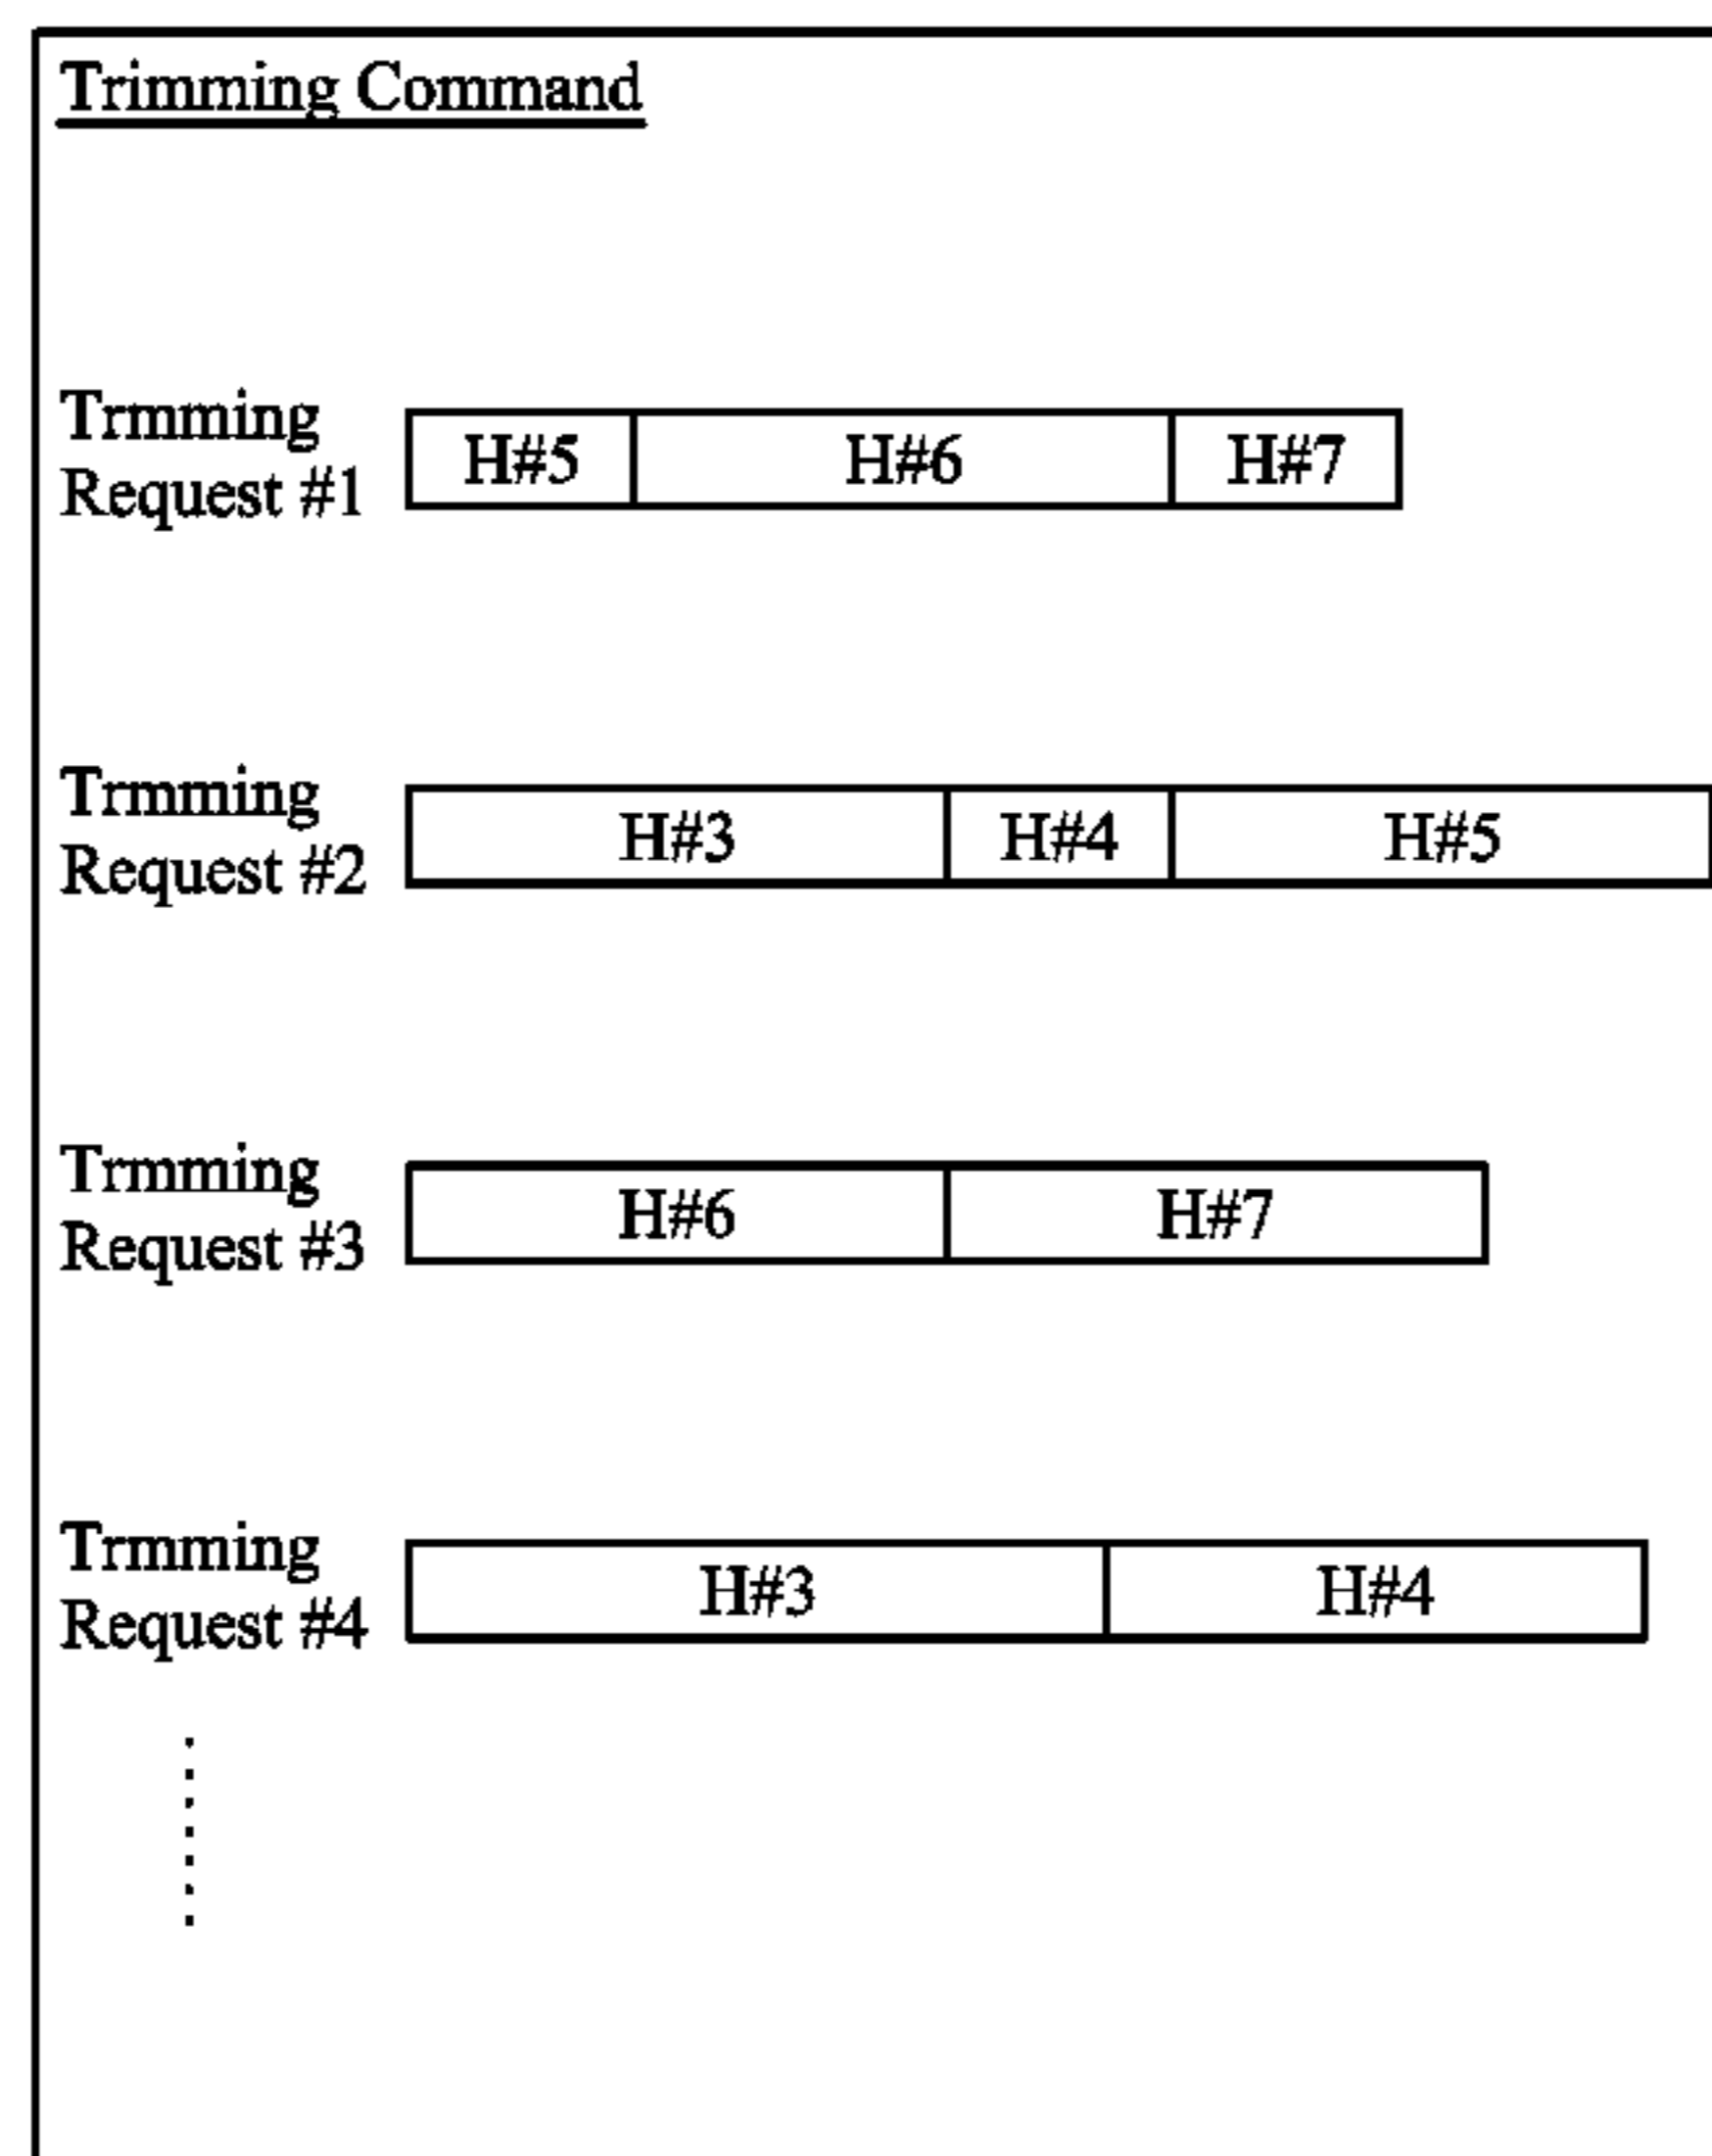 Trimming Command
Trmming
Request #1
H#5 H#6 H#7
Trmming
Request #2
H#3 H#4 H#5
Trmming
Request #3
H#6 H#7
Trmming
Request #4
H#3 H#4